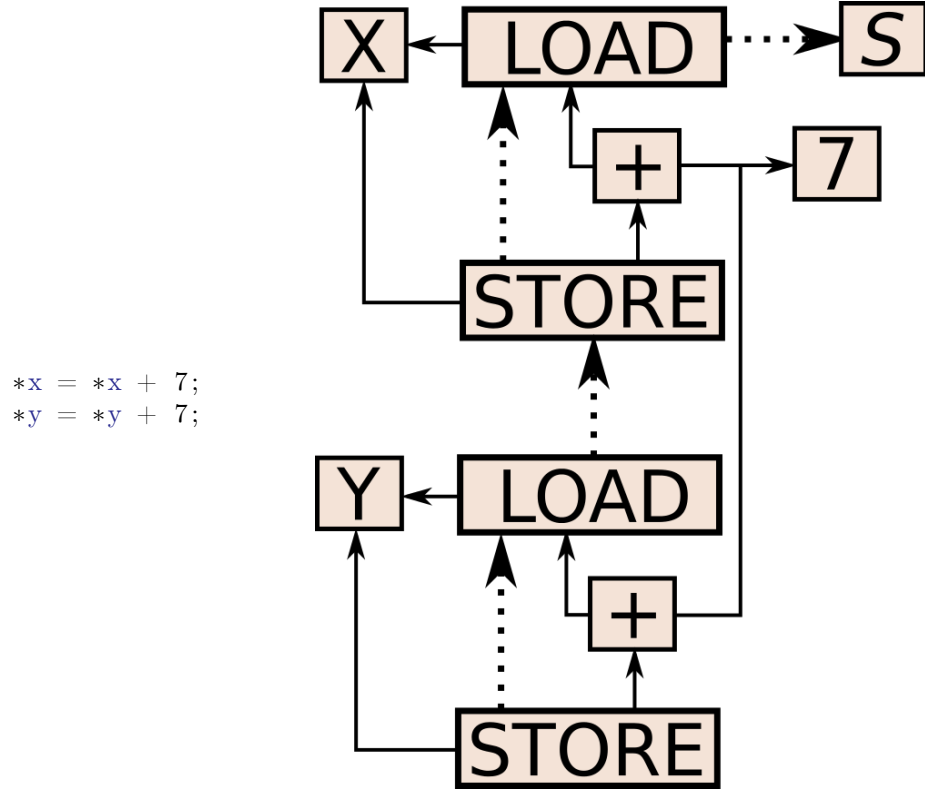 X LOAD S
+ 7
STORE
*x = *x + 7;
*y = *y + 7;
Y LOAD
+
STORE